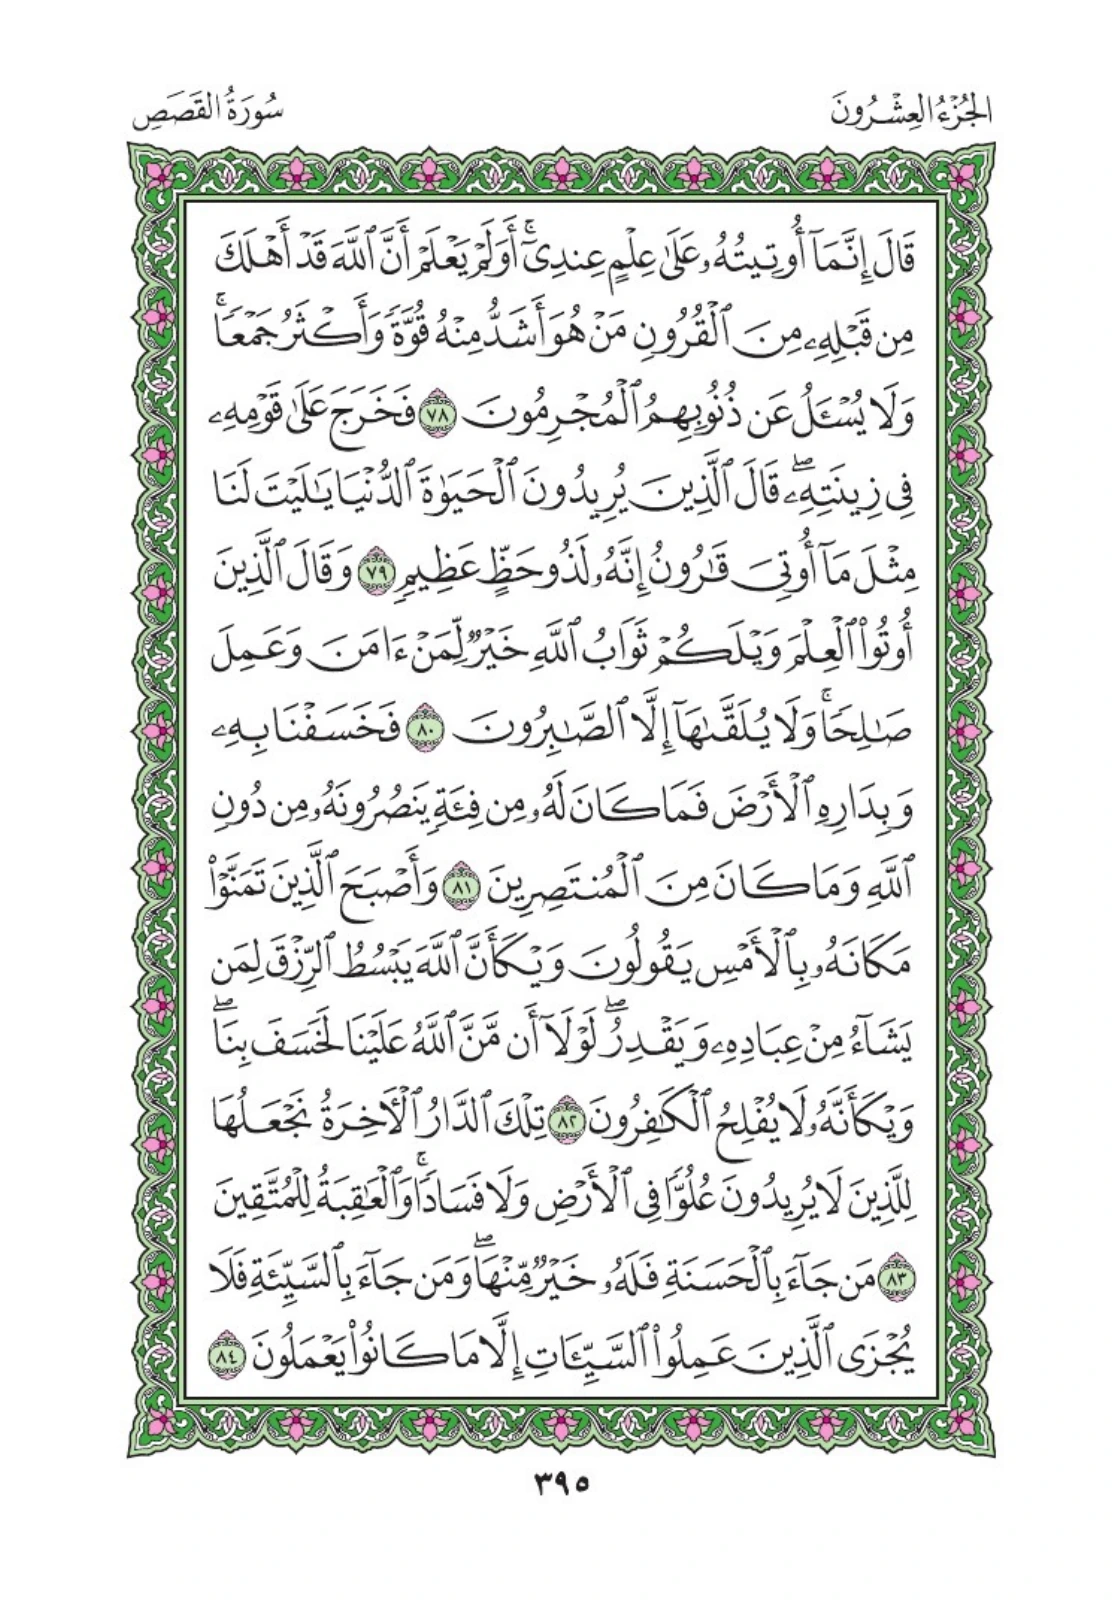 الجُزْءُ العِشْرُونَ
سُورَةُ القَصَصِ
قَالَ إِنَّمَآ أُوتِيتُهُۥ عَلَىٰ عِلْمٍ عِندِىٓۚ أَوَلَمْ يَعْلَمْ أَنَّ ٱللَّهَ قَدْ أَهْلَكَ
مِن قَبْلِهِۦ مِنَ ٱلْقُرُونِ مَنْ هُوَ أَشَدُّ مِنْهُ قُوَّةً وَأَكْثَرُ جَمْعًاۚ
وَلَا يُسْـَٔلُ عَن ذُنُوبِهِمُ ٱلْمُجْرِمُونَ ٧٨ فَخَرَجَ عَلَىٰ قَوْمِهِۦ
فِى زِينَتِهِۦۖ قَالَ ٱلَّذِينَ يُرِيدُونَ ٱلْحَيَوٰةَ ٱلدُّنْيَا يَٰلَيْتَ لَنَا
مِثْلَ مَآ أُوتِىَ قَٰرُونُ إِنَّهُۥ لَذُو حَظٍّ عَظِيمٍ ٧٩ وَقَالَ ٱلَّذِينَ
أُوتُوا۟ ٱلْعِلْمَ وَيْلَكُمْ ثَوَابُ ٱللَّهِ خَيْرٌ لِّمَنْ ءَامَنَ وَعَمِلَ
صَٰلِحًاۚ وَلَا يُلَقَّىٰهَآ إِلَّا ٱلصَّٰبِرُونَ ٨٠ فَخَسَفْنَا بِهِۦ
وَبِدَارِهِ ٱلْأَرْضَ فَمَا كَانَ لَهُۥ مِن فِئَةٍ يَنصُرُونَهُۥ مِن دُونِ
ٱللَّهِ وَمَا كَانَ مِنَ ٱلْمُنتَصِرِينَ ٨١ وَأَصْبَحَ ٱلَّذِينَ تَمَنَّوْا۟
مَكَانَهُۥ بِٱلْأَمْسِ يَقُولُونَ وَيْكَأَنَّ ٱللَّهَ يَبْسُطُ ٱلرِّزْقَ لِمَن
يَشَآءُ مِنْ عِبَادِهِۦ وَيَقْدِرُۖ لَوْلَآ أَن مَّنَّ ٱللَّهُ عَلَيْنَا لَخَسَفَ بِنَاۖ
وَيْكَأَنَّهُۥ لَا يُفْلِحُ ٱلْكَٰفِرُونَ ٨٢ تِلْكَ ٱلدَّارُ ٱلْءَاخِرَةُ نَجْعَلُهَا
لِلَّذِينَ لَا يُرِيدُونَ عُلُوًّا فِى ٱلْأَرْضِ وَلَا فَسَادًاۚ وَٱلْعَٰقِبَةُ لِلْمُتَّقِينَ
٨٣ مَن جَآءَ بِٱلْحَسَنَةِ فَلَهُۥ خَيْرٌ مِّنْهَاۖ وَمَن جَآءَ بِٱلسَّيِّئَةِ فَلَا
يُجْزَى ٱلَّذِينَ عَمِلُوا۟ ٱلسَّيِّـَٔاتِ إِلَّا مَا كَانُوا۟ يَعْمَلُونَ ٨٤
٣٩٥